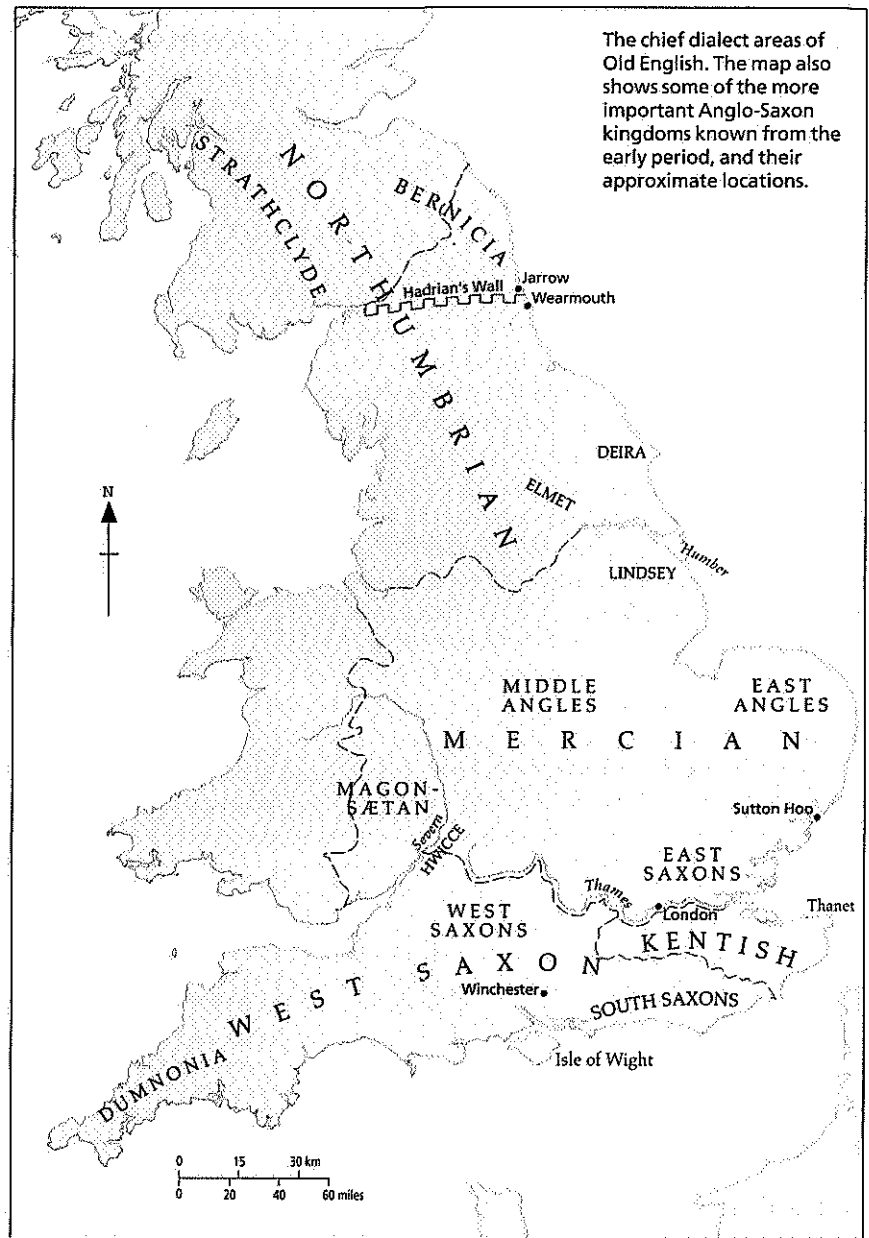 The chief dialect areas of
Old English. The map also
shows some of the more
important Anglo-Saxon
kingdoms known from the
early period, and their
approximate locations.
NORTHUMBRIAN
STRATHCLYDE
BERNICIA
Jarrow
Hadrian's Wall
Wearmouth
DEIRA
ELMET
N
Humber
LINDSEY
MIDDLE
ANGLES
EAST
ANGLES
MERCIAN
MAGON-
SÆTAN
Sutton Hoo
Severn
HWICCE
EAST
SAXONS
Thames
London
Thanet
WEST
SAXONS
KENTISH
WEST SAXON
Winchester
SOUTH SAXONS
Isle of Wight
DUMNONIA
0 15 30 km
0 20 40 60 miles